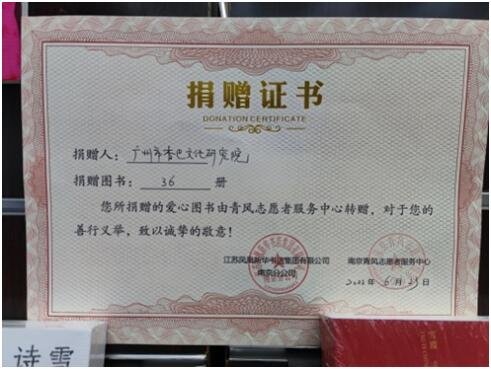 捐赠证书
DONATION CERTIFICATE
捐赠人：广州市香巴文化研究院
捐赠图书： 36 册
您所捐赠的爱心图书由青风志愿者服务中心转赠，对于您的
善行义举，致以诚挚的敬意！
江苏凤凰新华书店集团有限公司 南京青风志愿者服务中心
南京分公司
2022年6月23日
诗雪